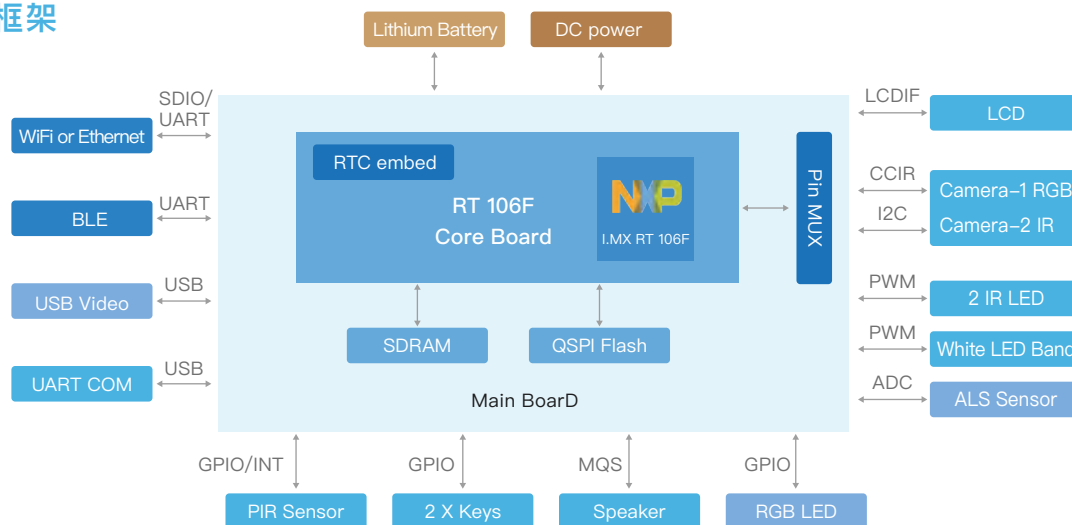 框架
Lithium Battery
DC power
SDIO/
UART
WiFi or Ethernet
UART
BLE
USB
USB Video
USB
UART COM
RTC embed
RT 106F
Core Board
NXP
I.MX RT 106F
Pin MUX
SDRAM
QSPI Flash
Main BoarD
LCDIF
LCD
CCIR
Camera-1 RGB
I2C
Camera-2 IR
PWM
2 IR LED
PWM
White LED Band
ADC
ALS Sensor
GPIO/INT
GPIO
MQS
GPIO
PIR Sensor
2 X Keys
Speaker
RGB LED